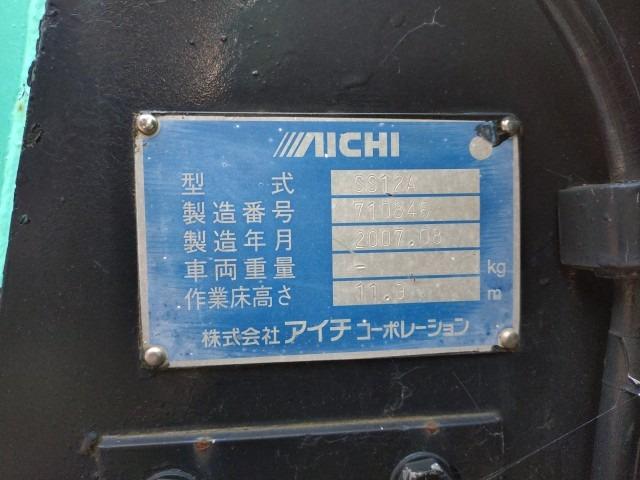 AICHI
型式 SS12A
製造番号 710845
製造年月 2007.08
車両重量 - kg
作業床高さ 11.9 m
株式会社 アイチ コーポレーション